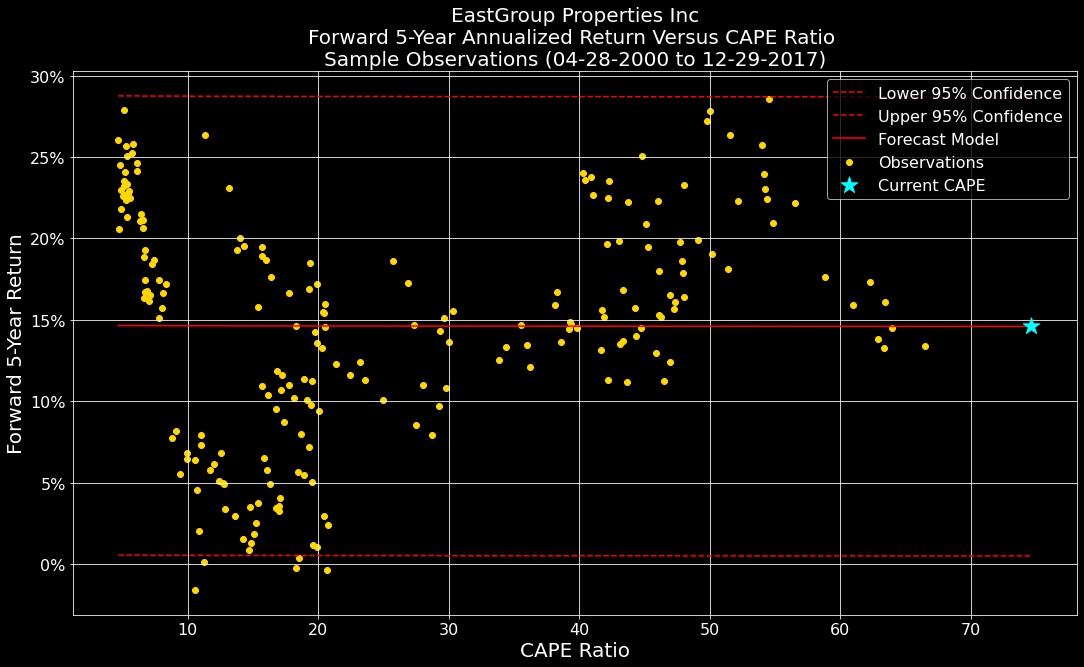 EastGroup Properties Inc
Forward 5-Year Annualized Return Versus CAPE Ratio
Sample Observations (04-28-2000 to 12-29-2017)
Lower 95% Confidence
Upper 95% Confidence
Forecast Model
Observations
Current CAPE
Forward 5-Year Return
30%
25%
20%
15%
10%
5%
0%
10 20 30 40 50 60 70
CAPE Ratio